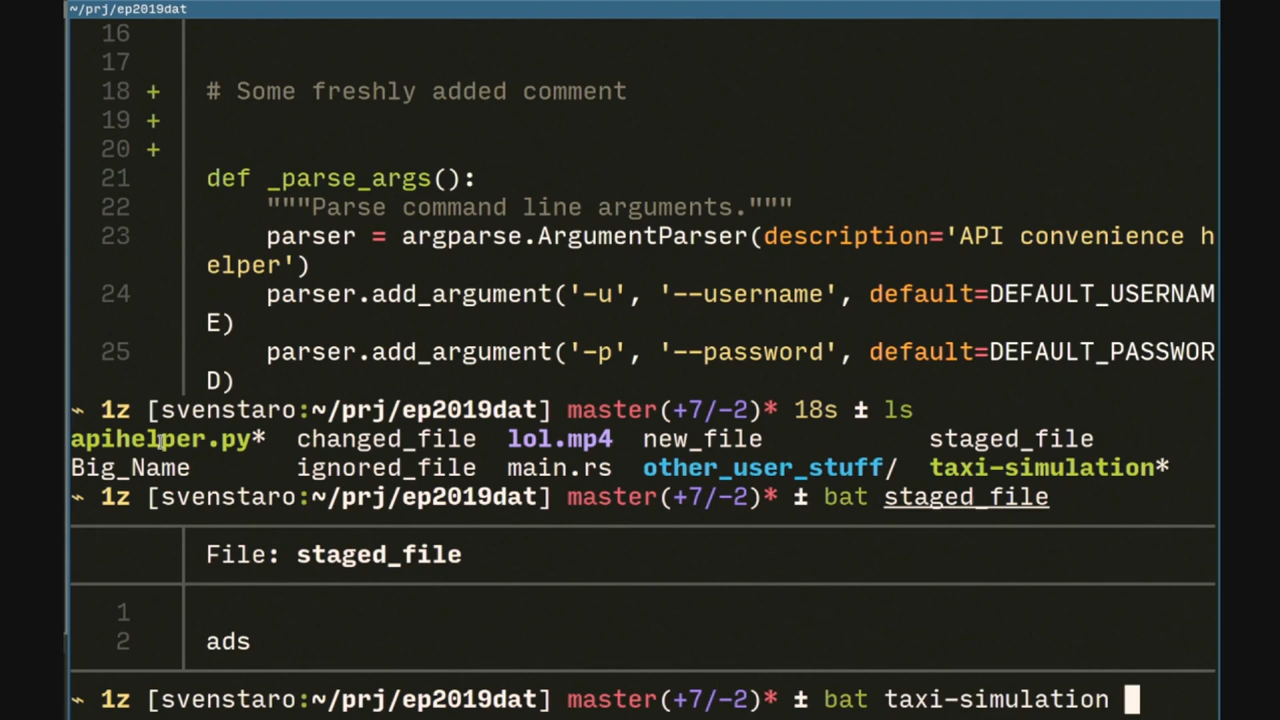 ~/prj/ep2019dat
16
17
18 + # Some freshly added comment
19 +
20 +
21 def _parse_args():
22 """Parse command line arguments."""
23 parser = argparse.ArgumentParser(description='API convenience h
elper')
24 parser.add_argument('-u', '--username', default=DEFAULT_USERNAM
E)
25 parser.add_argument('-p', '--password', default=DEFAULT_PASSWOR
D)
~ 1z [svenstaro:~/prj/ep2019dat] master(+7/-2)* 18s ± ls
apihelper.py* changed_file lol.mp4 new_file staged_file
Big_Name ignored_file main.rs other_user_stuff/ taxi-simulation*
~ 1z [svenstaro:~/prj/ep2019dat] master(+7/-2)* ± bat staged_file
File: staged_file
1
2 ads
~ 1z [svenstaro:~/prj/ep2019dat] master(+7/-2)* ± bat taxi-simulation